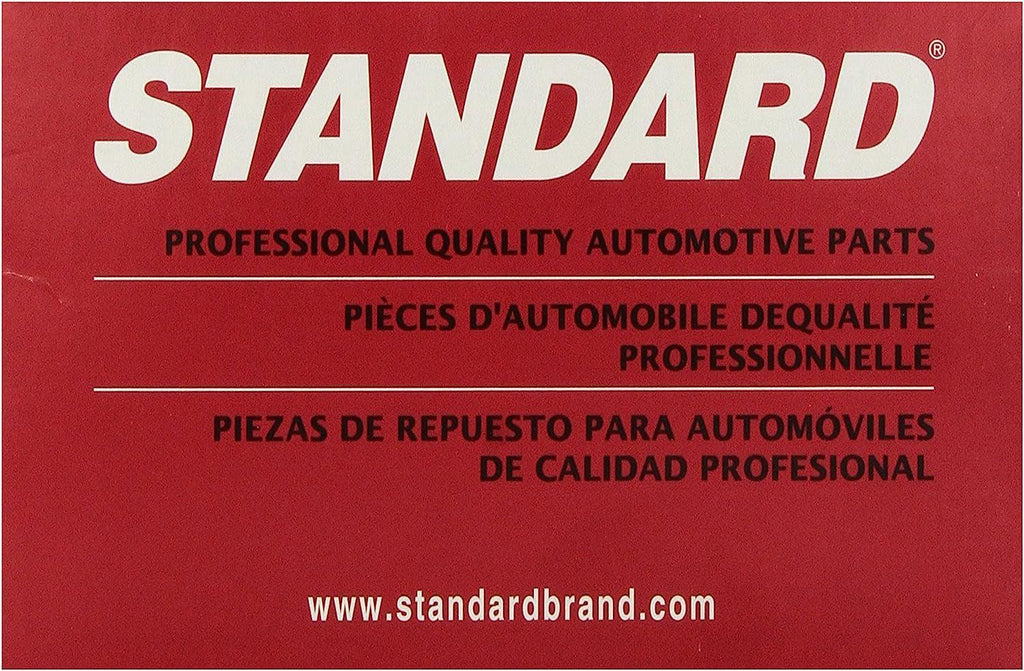 STANDARD®
PROFESSIONAL QUALITY AUTOMOTIVE PARTS
PIÈCES D'AUTOMOBILE DEQUALITÉ
PROFESSIONNELLE
PIEZAS DE REPUESTO PARA AUTOMÓVILES
DE CALIDAD PROFESIONAL
www.standardbrand.com